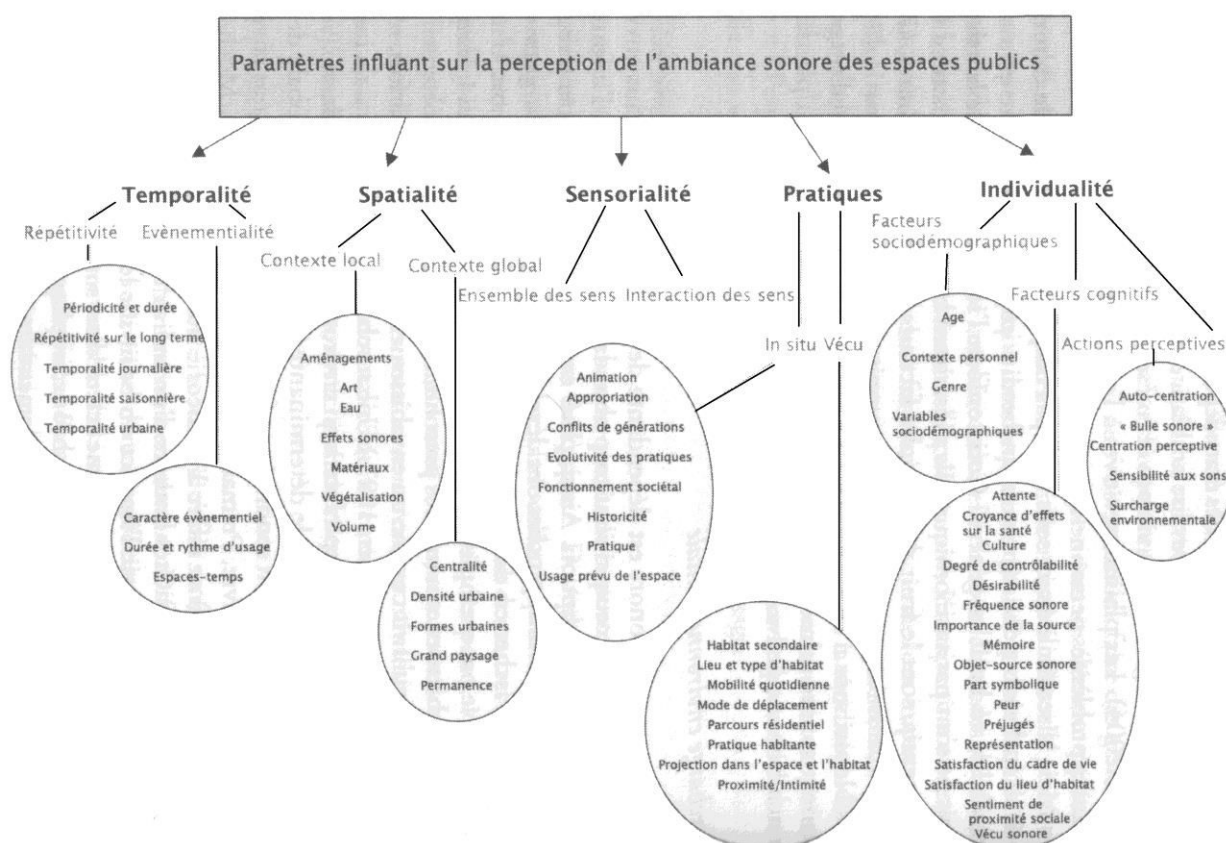 Paramètres influant sur la perception de l'ambiance sonore des espaces publics
Temporalité
Répétitivité
Périodicité et durée
Répétitivité sur le long terme
Temporalité journalière
Temporalité saisonnière
Temporalité urbaine
Evènementialité
Caractère évènementiel
Durée et rythme d'usage
Espaces-temps
Spatialité
Contexte local
Aménagements
Art
Eau
Effets sonores
Matériaux
Végétalisation
Volume
Contexte global
Centralité
Densité urbaine
Formes urbaines
Grand paysage
Permanence
Sensorialité
Ensemble des sens
Interaction des sens
Pratiques
In situ
Animation
Appropriation
Conflits de générations
Evolutivité des pratiques
Fonctionnement sociétal
Historicité
Pratique
Usage prévu de l'espace
Vécu
Habitat secondaire
Lieu et type d'habitat
Mobilité quotidienne
Mode de déplacement
Parcours résidentiel
Pratique habitante
Projection dans l'espace et l'habitat
Proximité/Intimité
Individualité
Facteurs
sociodémographiques
Age
Contexte personnel
Genre
Variables
sociodémographiques
Facteurs cognitifs
Attente
Croyance d'effets
sur la santé
Culture
Degré de contrôlabilité
Désirabilité
Fréquence sonore
Importance de la source
Mémoire
Objet-source sonore
Part symbolique
Peur
Préjugés
Représentation
Satisfaction du cadre de vie
Satisfaction du lieu d'habitat
Sentiment de
proximité sociale
Vécu sonore
Actions perceptives
Auto-centration
« Bulle sonore »
Centration perceptive
Sensibilité aux sons
Surcharge
environnementale